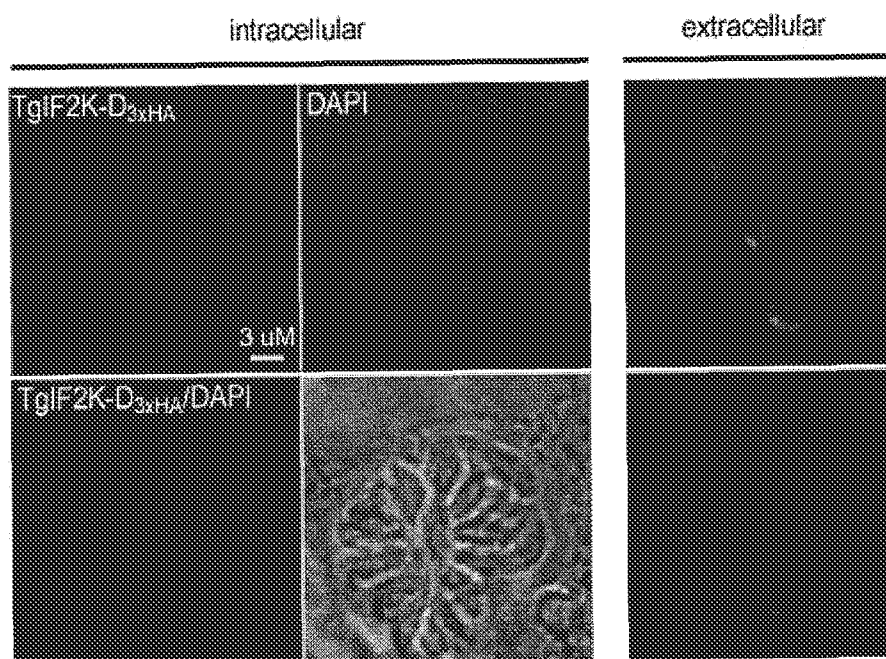 intracellular
extracellular
TgIF2K-D3xHA
DAPI
3 uM
TgIF2K-D3xHA/DAPI